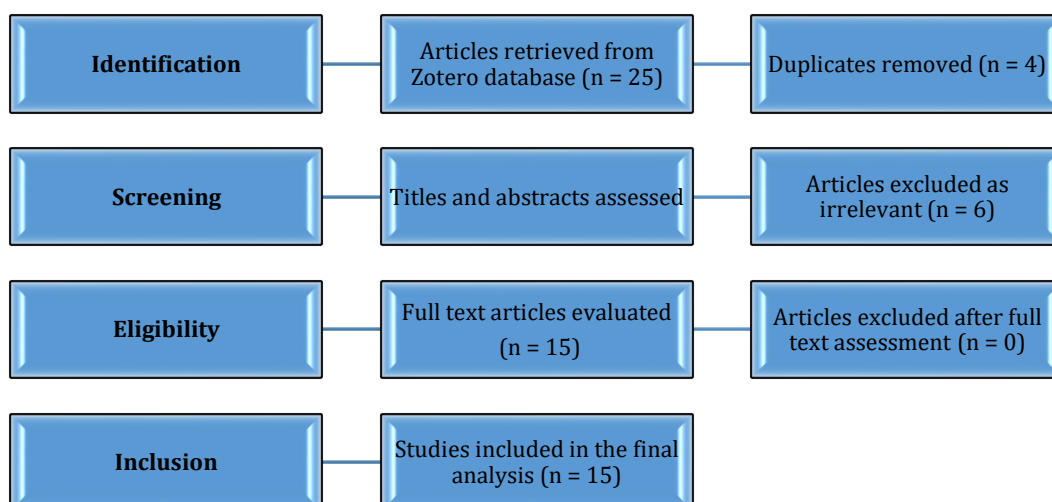 Identification
Articles retrieved from
Zotero database (n = 25)
Duplicates removed (n = 4)
Screening
Titles and abstracts assessed
Articles excluded as
irrelevant (n = 6)
Eligibility
Full text articles evaluated
(n = 15)
Articles excluded after full
text assessment (n = 0)
Inclusion
Studies included in the final
analysis (n = 15)